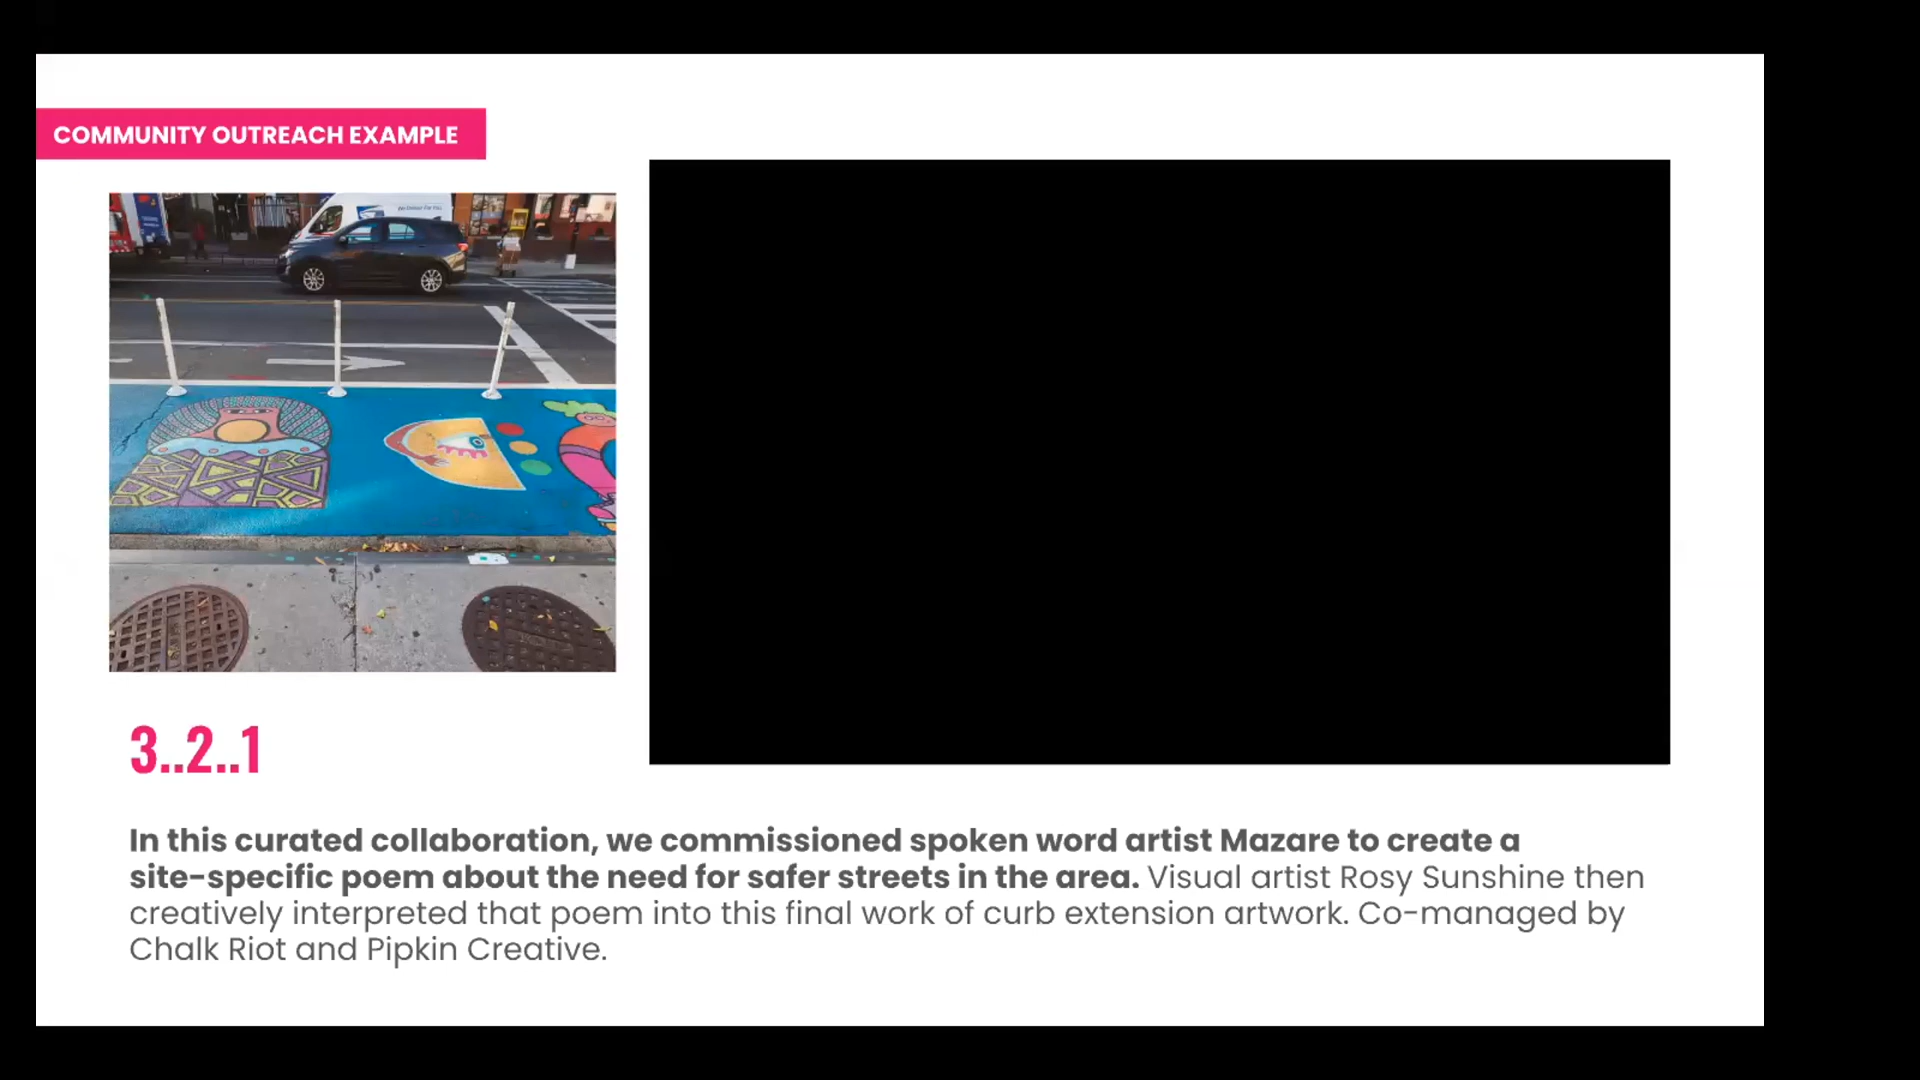 COMMUNITY OUTREACH EXAMPLE
3..2..1
In this curated collaboration, we commissioned spoken word artist Mazare to create a
site-specific poem about the need for safer streets in the area. Visual artist Rosy Sunshine then
creatively interpreted that poem into this final work of curb extension artwork. Co-managed by
Chalk Riot and Pipkin Creative.